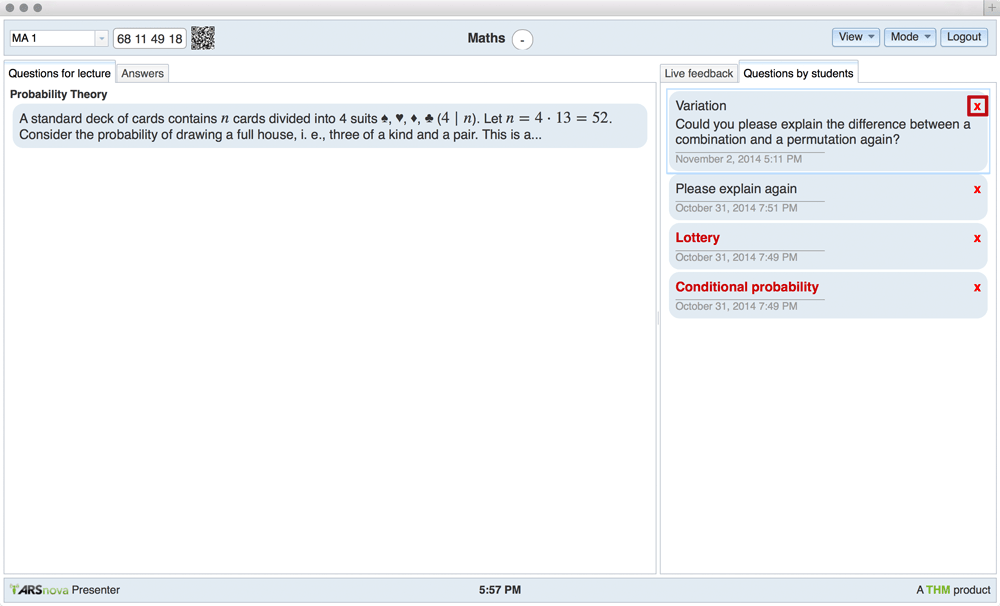 MA 1
68 11 49 18
Maths
-
View
Mode
Logout
Questions for lecture
Answers
Probability Theory
A standard deck of cards contains n cards divided into 4 suits ♠, ♥, ♦, ♣ (4 | n). Let n = 4 · 13 = 52.
Consider the probability of drawing a full house, i. e., three of a kind and a pair. This is a...
Live feedback
Questions by students
Variation
x
Could you please explain the difference between a
combination and a permutation again?
November 2, 2014 5:11 PM
Please explain again
x
October 31, 2014 7:51 PM
Lottery
x
October 31, 2014 7:49 PM
Conditional probability
x
October 31, 2014 7:49 PM
ARSnova Presenter
5:57 PM
A THM product